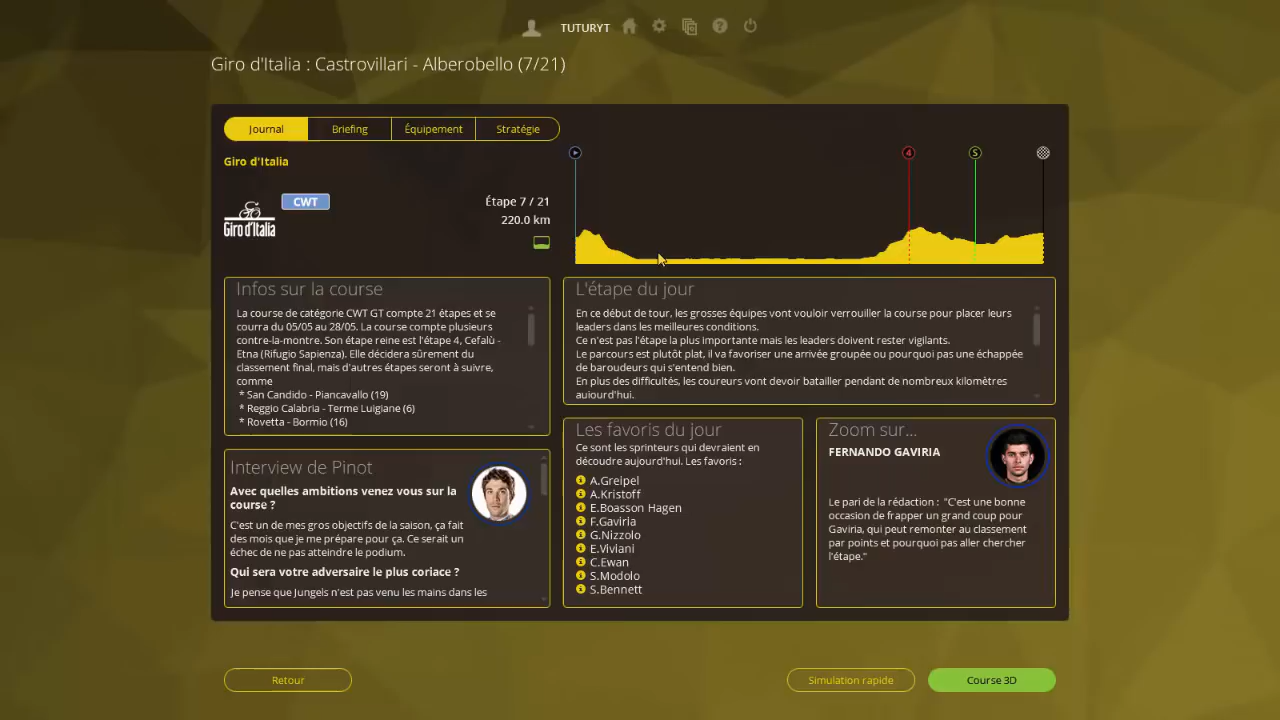 TUTURYT
Giro d'Italia : Castrovillari - Alberobello (7/21)
Journal
Briefing
Équipement
Stratégie
Giro d'Italia
CWT
Giro d'Italia
Étape 7 / 21
220.0 km
4
S
Infos sur la course
La course de catégorie CWT GT compte 21 étapes et se
courra du 05/05 au 28/05. La course compte plusieurs
contre-la-montre. Son étape reine est l'étape 4, Cefalù -
Etna (Rifugio Sapienza). Elle décidera sûrement du
classement final, mais d'autres étapes seront à suivre,
comme
* San Candido - Piancavallo (19)
* Reggio Calabria - Terme Luigiane (6)
* Rovetta - Bormio (16)
L'étape du jour
En ce début de tour, les grosses équipes vont vouloir verrouiller la course pour placer leurs
leaders dans les meilleures conditions.
Ce n'est pas l'étape la plus importante mais les leaders doivent rester vigilants.
Le parcours est plutôt plat, il va favoriser une arrivée groupée ou pourquoi pas une échappée
de baroudeurs qui s'entend bien.
En plus des difficultés, les coureurs vont devoir batailler pendant de nombreux kilomètres
aujourd'hui.
Interview de Pinot
Avec quelles ambitions venez vous sur la
course ?
C'est un de mes gros objectifs de la saison, ça fait
des mois que je me prépare pour ça. Ce serait un
échec de ne pas atteindre le podium.
Qui sera votre adversaire le plus coriace ?
Je pense que Jungels n'est pas venu les mains dans les
Les favoris du jour
Ce sont les sprinteurs qui devraient en
découdre aujourd'hui. Les favoris :
A.Greipel
A.Kristoff
E.Boasson Hagen
F.Gaviria
G.Nizzolo
E.Viviani
C.Ewan
S.Modolo
S.Bennett
Zoom sur...
FERNANDO GAVIRIA
Le pari de la rédaction : "C'est une bonne
occasion de frapper un grand coup pour
Gaviria, qui peut remonter au classement
par points et pourquoi pas aller chercher
l'étape."
Retour
Simulation rapide
Course 3D